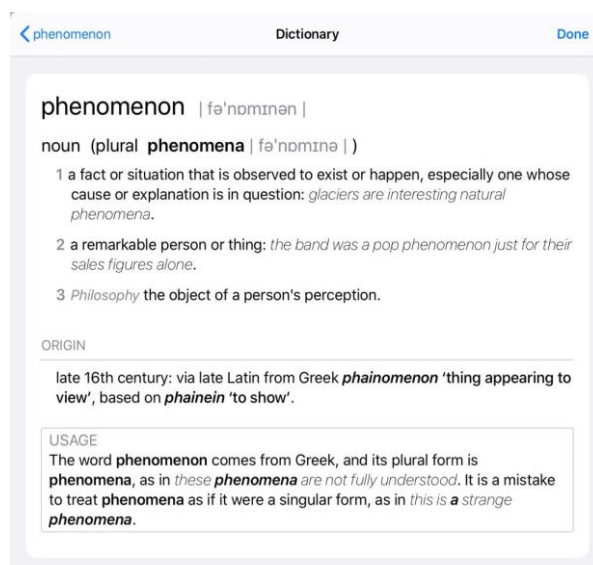 phenomenon
Dictionary
Done
phenomenon | fəˈnɒmɪnən |
noun (plural phenomena | fəˈnɒmɪnə | )
1 a fact or situation that is observed to exist or happen, especially one whose
cause or explanation is in question: glaciers are interesting natural
phenomena.
2 a remarkable person or thing: the band was a pop phenomenon just for their
sales figures alone.
3 Philosophy the object of a person's perception.
ORIGIN
late 16th century: via late Latin from Greek phainomenon ‘thing appearing to
view’, based on phainein ‘to show’.
USAGE
The word phenomenon comes from Greek, and its plural form is
phenomena, as in these phenomena are not fully understood. It is a mistake
to treat phenomena as if it were a singular form, as in this is a strange
phenomena.